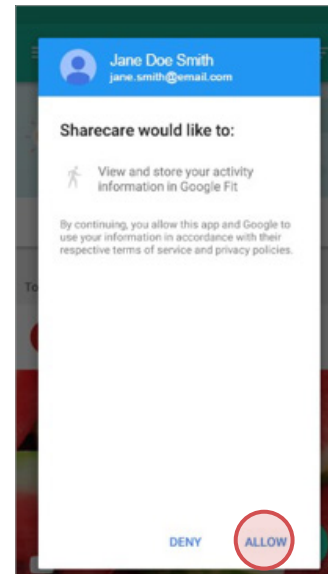 Jane Doe Smith
jane.smith@email.com
Sharecare would like to:
View and store your activity
information in Google Fit
By continuing, you allow this app and Google to
use your information in accordance with their
respective terms of service and privacy policies.
To
DENY ALLOW